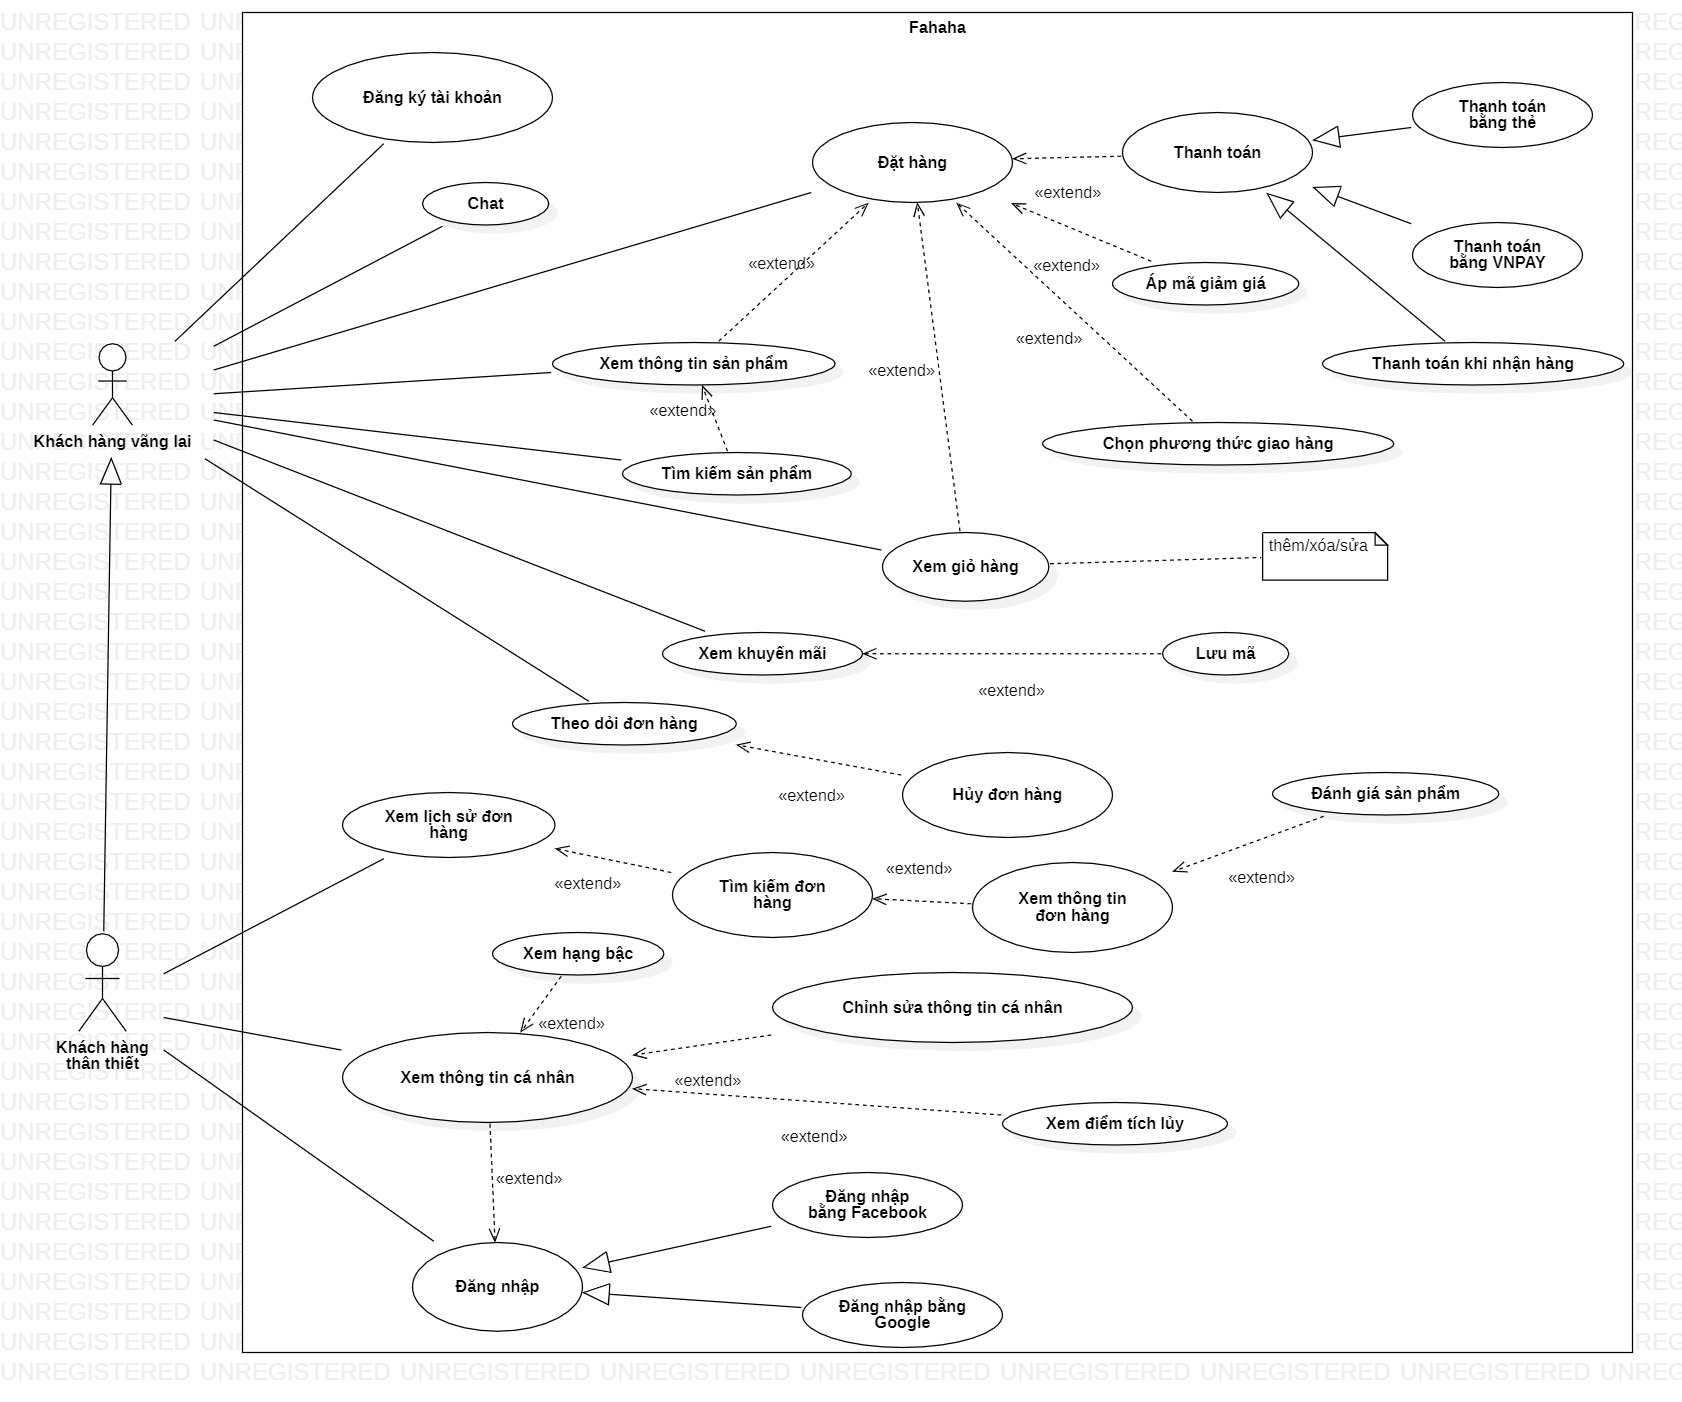 Fahaha
Đăng ký tài khoản
Chat
Đặt hàng
Thanh toán
Thanh toán
bằng thẻ
«extend»
Thanh toán
bằng VNPAY
«extend»
«extend»
Áp mã giảm giá
«extend»
Xem thông tin sản phẩm
«extend»
Thanh toán khi nhận hàng
«extend»
Khách hàng vãng lai
Chọn phương thức giao hàng
Tìm kiếm sản phẩm
thêm/xóa/sửa
Xem giỏ hàng
Xem khuyến mãi
Lưu mã
«extend»
Theo dỏi đơn hàng
«extend»
Hủy đơn hàng
Đánh giá sản phẩm
Xem lịch sử đơn
hàng
«extend»
Tìm kiếm đơn
hàng
«extend»
Xem thông tin
đơn hàng
«extend»
Xem hạng bậc
«extend»
Chỉnh sửa thông tin cá nhân
Khách hàng
thân thiết
Xem thông tin cá nhân
«extend»
Xem điểm tích lủy
«extend»
«extend»
Đăng nhập
bằng Facebook
Đăng nhập
Đăng nhập bằng
Google
UNREGISTERED UNREGISTERED UNREGISTERED UNREGISTERED UNREGISTERED UNREGISTERED UNREGISTERED UNREGISTERED